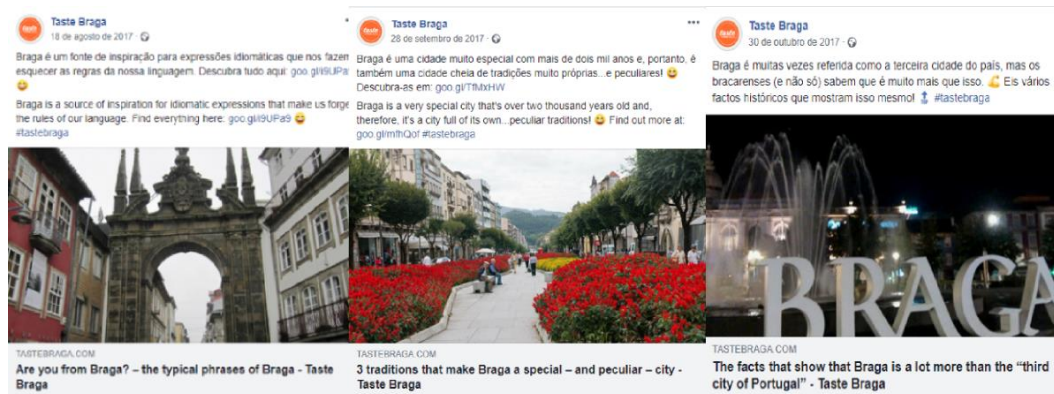 Taste Braga
18 de agosto de 2017
Braga é um fonte de inspiração para expressões idiomáticas que nos fazem
esquecer as regras da nossa linguagem. Descubra tudo aqui: goo.gl/i9UPa
Braga is a source of inspiration for idiomatic expressions that make us forge
the rules of our language. Find everything here: goo.gl/i9UPa9
#tastebraga
TASTEBRAGA.COM
Are you from Braga? – the typical phrases of Braga - Taste
Braga
Taste Braga
28 de setembro de 2017
Braga é uma cidade muito especial com mais de dois mil anos e, portanto, é
também uma cidade cheia de tradições muito próprias...e peculiares!
Descubra-as em: goo.gl/TfMxHW
Braga is a very special city that's over two thousand years old and,
therefore, it's a city full of its own...peculiar traditions! Find out more at:
goo.gl/mfhQof #tastebraga
TASTEBRAGA.COM
3 traditions that make Braga a special – and peculiar – city -
Taste Braga
Taste Braga
30 de outubro de 2017
Braga é muitas vezes referida como a terceira cidade do país, mas os
bracarenses (e não só) sabem que é muito mais que isso. Eis vários
factos históricos que mostram isso mesmo! #tastebraga
BRAGA
TASTEBRAGA.COM
The facts that show that Braga is a lot more than the “third
city of Portugal” - Taste Braga